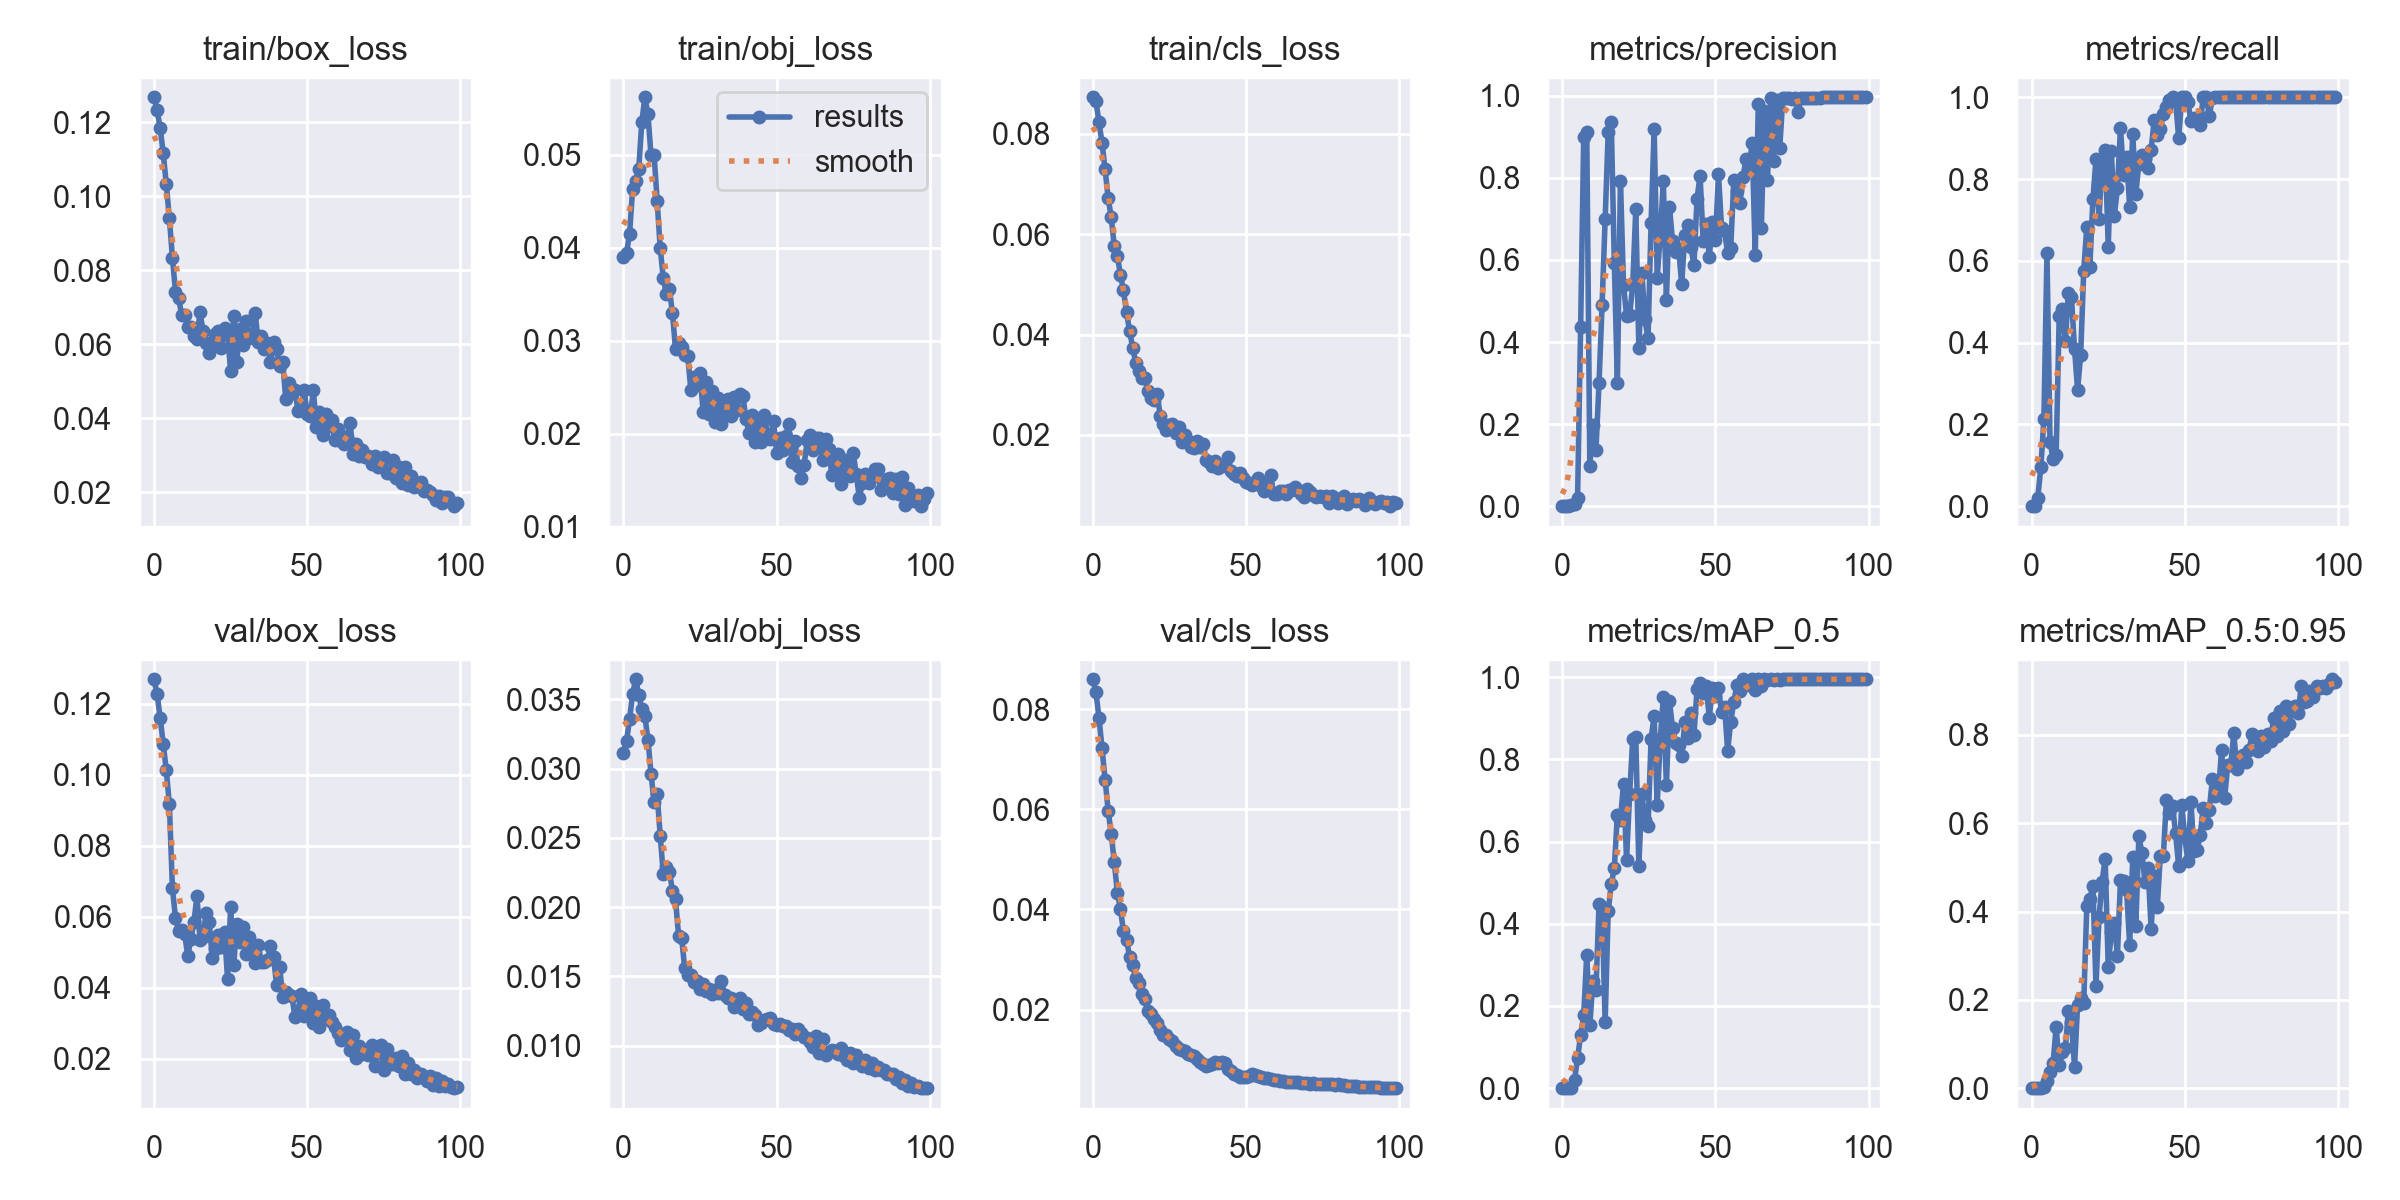 train/box_loss
0.12
0.10
0.08
0.06
0.04
0.02
0 50 100
train/obj_loss
results
smooth
0.05
0.04
0.03
0.02
0.01
0 50 100
train/cls_loss
0.08
0.06
0.04
0.02
0 50 100
metrics/precision
1.0
0.8
0.6
0.4
0.2
0.0
0 50 100
metrics/recall
1.0
0.8
0.6
0.4
0.2
0.0
0 50 100
val/box_loss
0.12
0.10
0.08
0.06
0.04
0.02
0 50 100
val/obj_loss
0.035
0.030
0.025
0.020
0.015
0.010
0 50 100
val/cls_loss
0.08
0.06
0.04
0.02
0 50 100
metrics/mAP_0.5
1.0
0.8
0.6
0.4
0.2
0.0
0 50 100
metrics/mAP_0.5:0.95
0.8
0.6
0.4
0.2
0.0
0 50 100